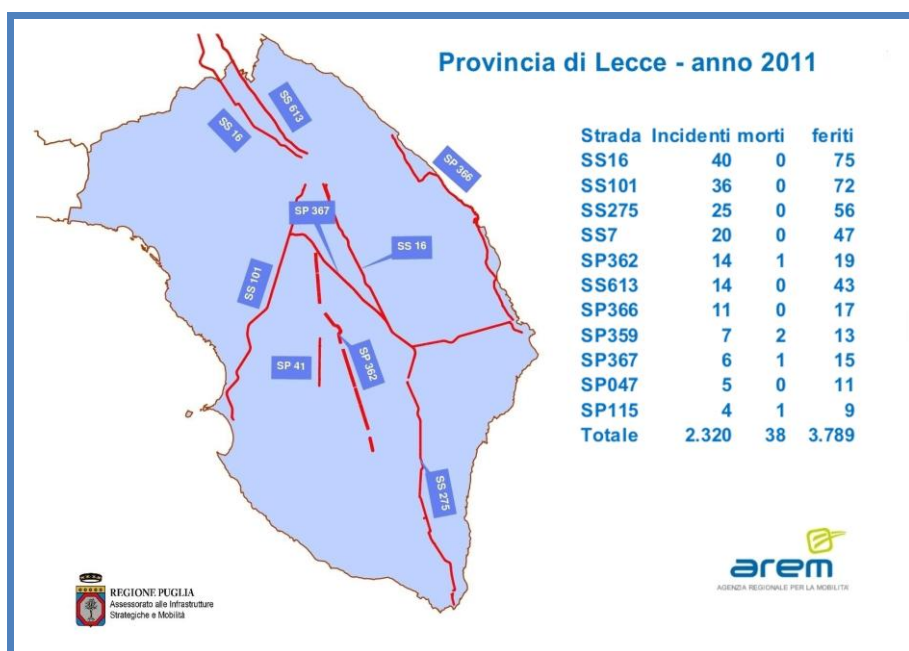 Provincia di Lecce - anno 2011
SS 613
SS 16
SP 366
SP 367
SS 16
SS 101
SP 41
SP 362
SS 275
Strada Incidenti morti feriti
SS16 40 0 75
SS101 36 0 72
SS275 25 0 56
SS7 20 0 47
SP362 14 1 19
SS613 14 0 43
SP366 11 0 17
SP359 7 2 13
SP367 6 1 15
SP047 5 0 11
SP115 4 1 9
Totale 2.320 38 3.789
REGIONE PUGLIA
Assessorato alle Infrastrutture
Strategiche e Mobilità
arem
AGENZIA REGIONALE PER LA MOBILITA'